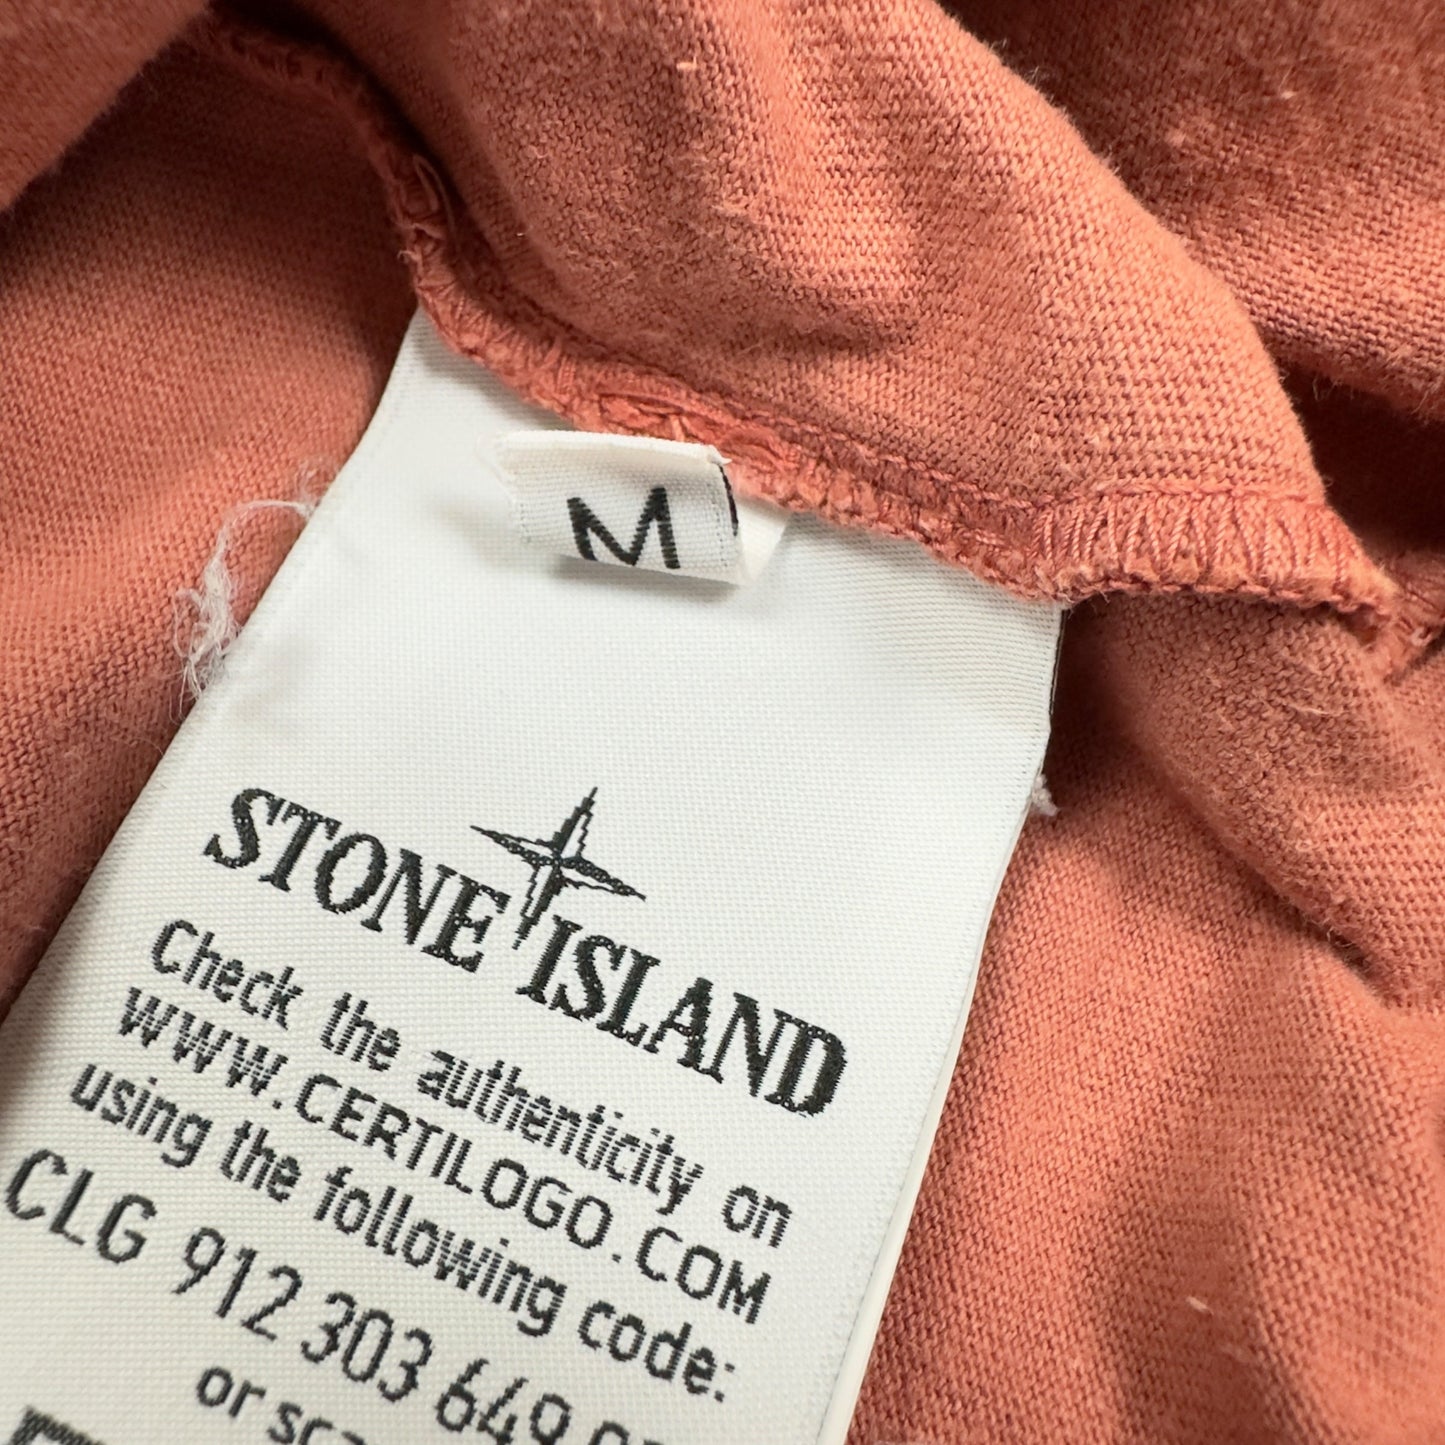 M
STONE ISLAND
Check the authenticity on
WWW.CERTILOGO.COM
using the following code:
CLG 912 303 649
or